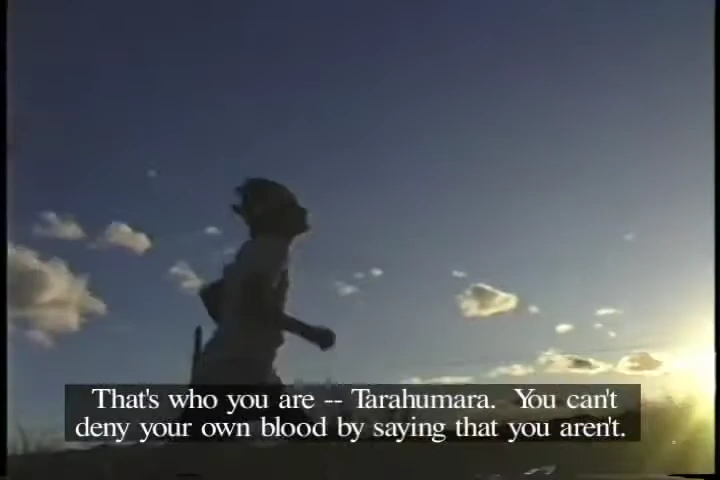 That's who you are -- Tarahumara. You can't
deny your own blood by saying that you aren't.